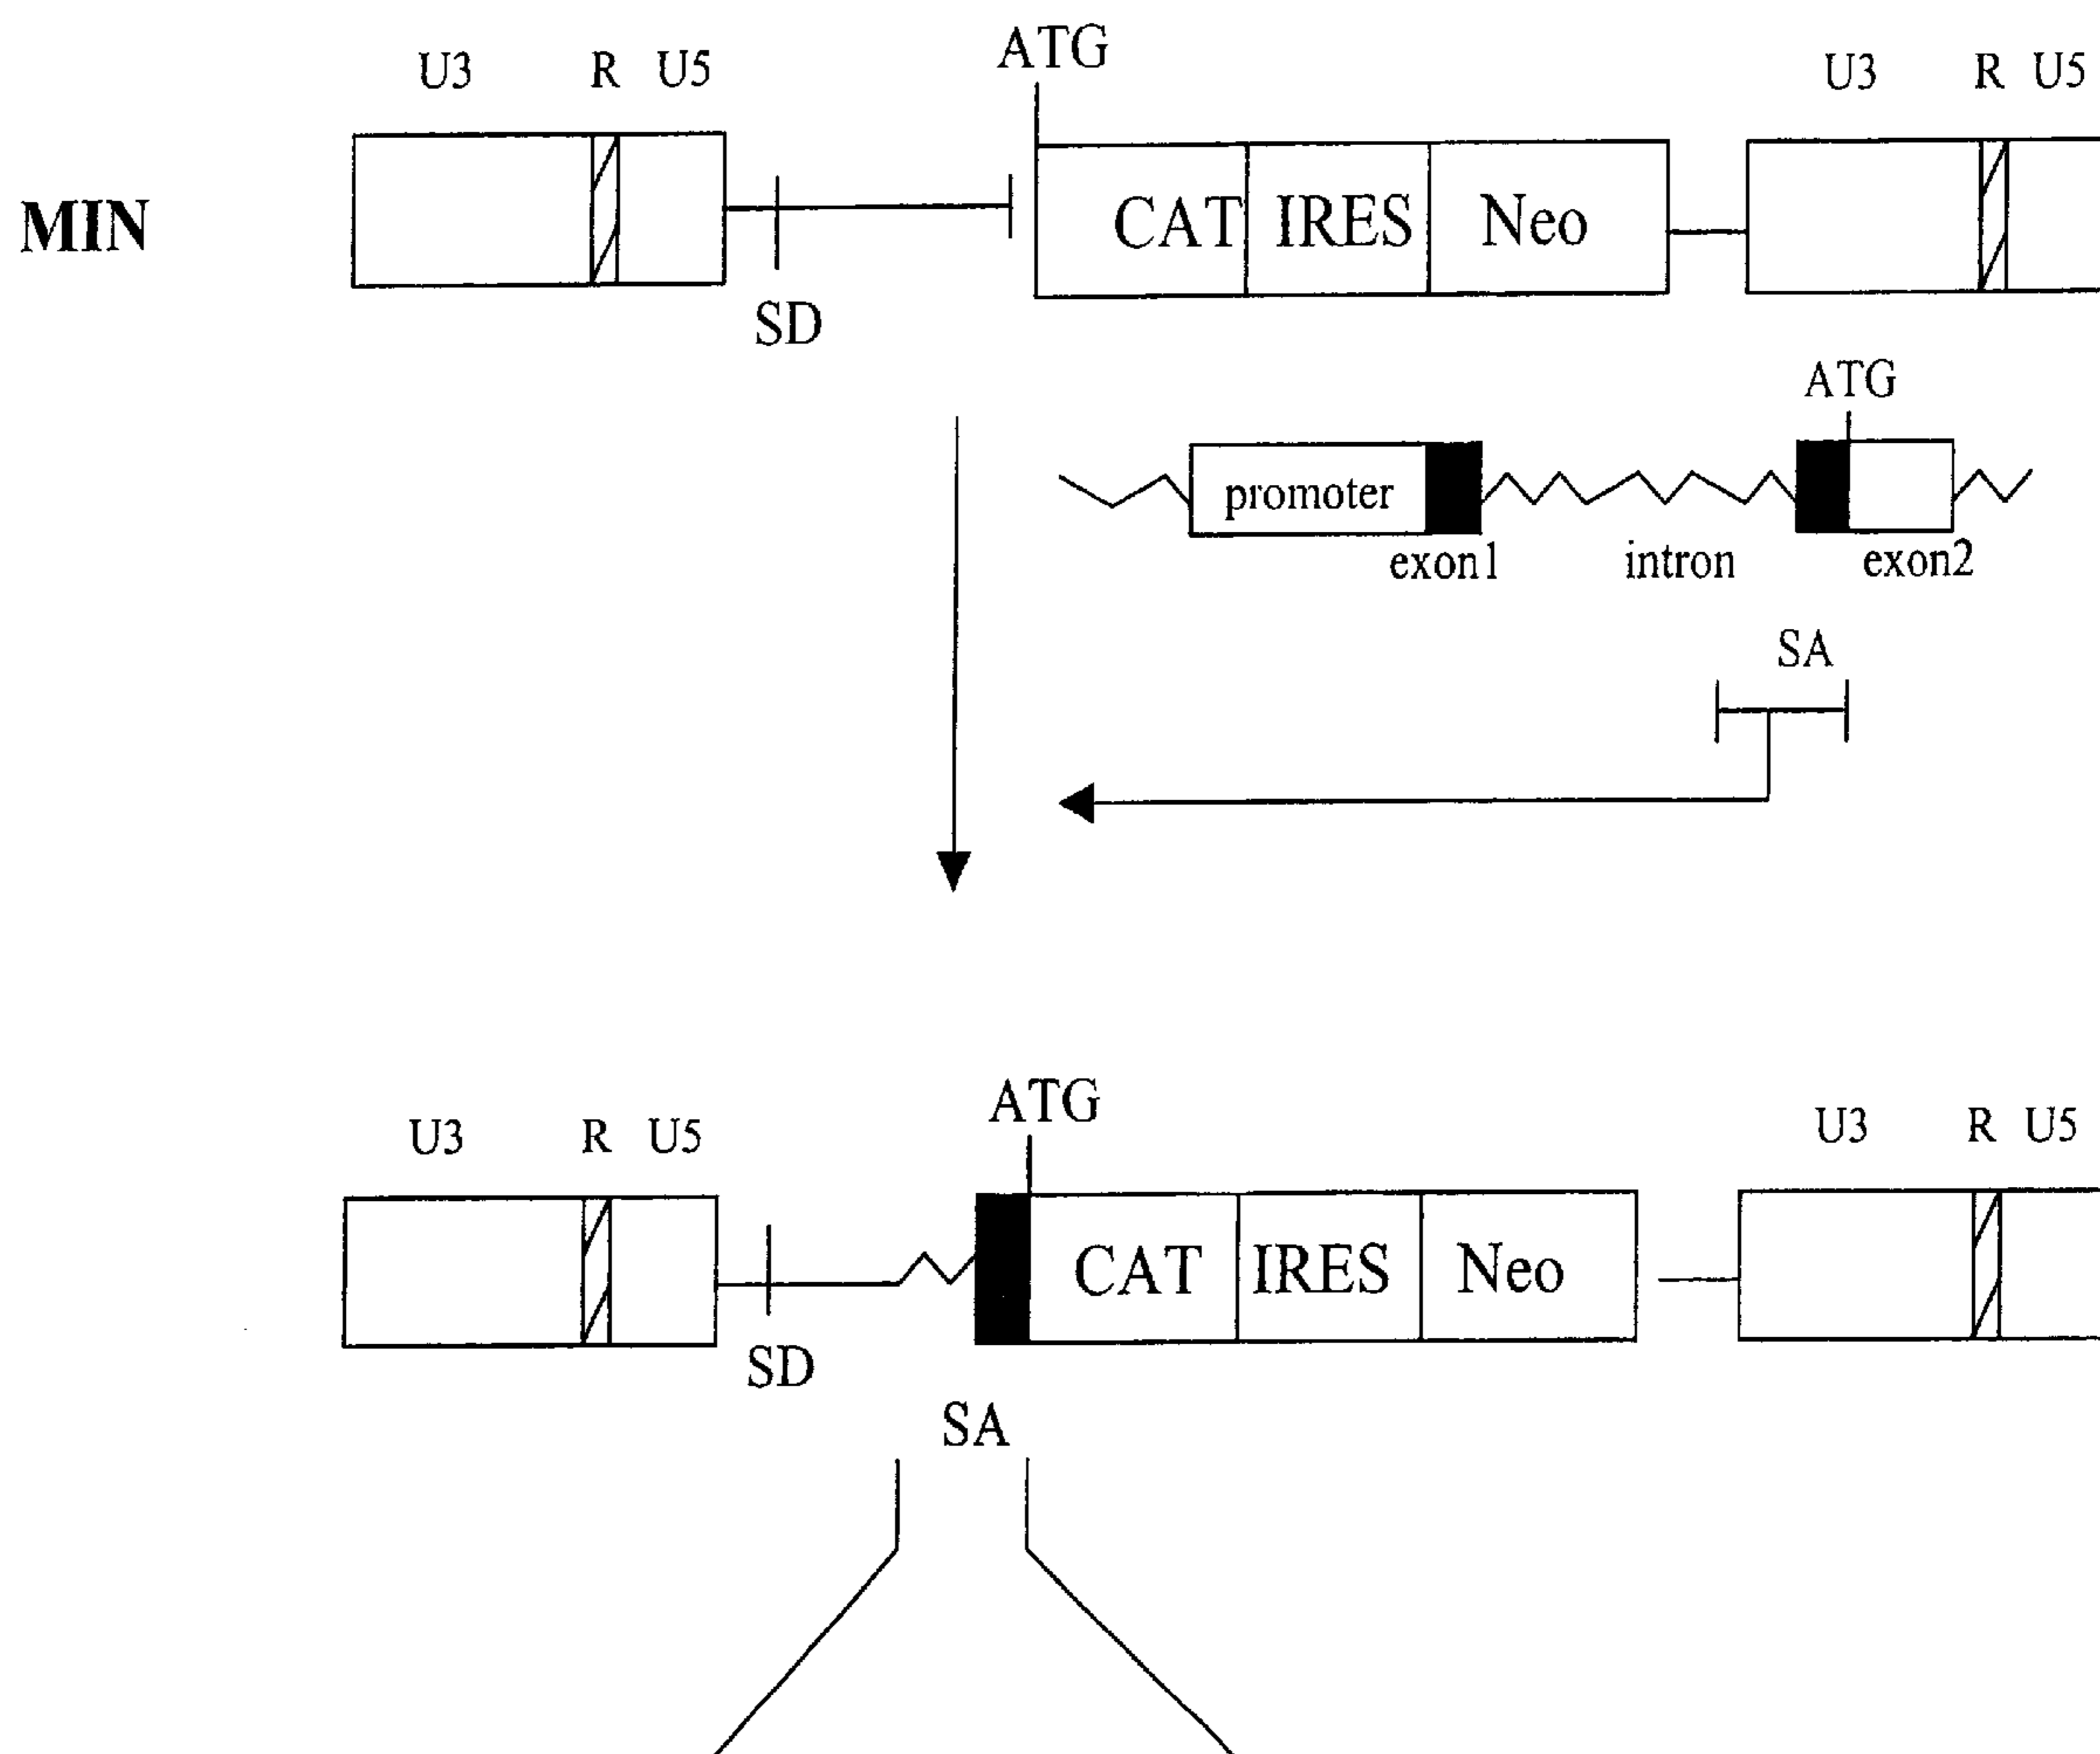 ATG
U3 R U5 U3 R U5
MIN
CAT IRES Neo
SD
ATG
promoter
exon1 intron exon2
SA
ATG
U3 R U5 U3 R U5
CAT IRES Neo
SD
SA